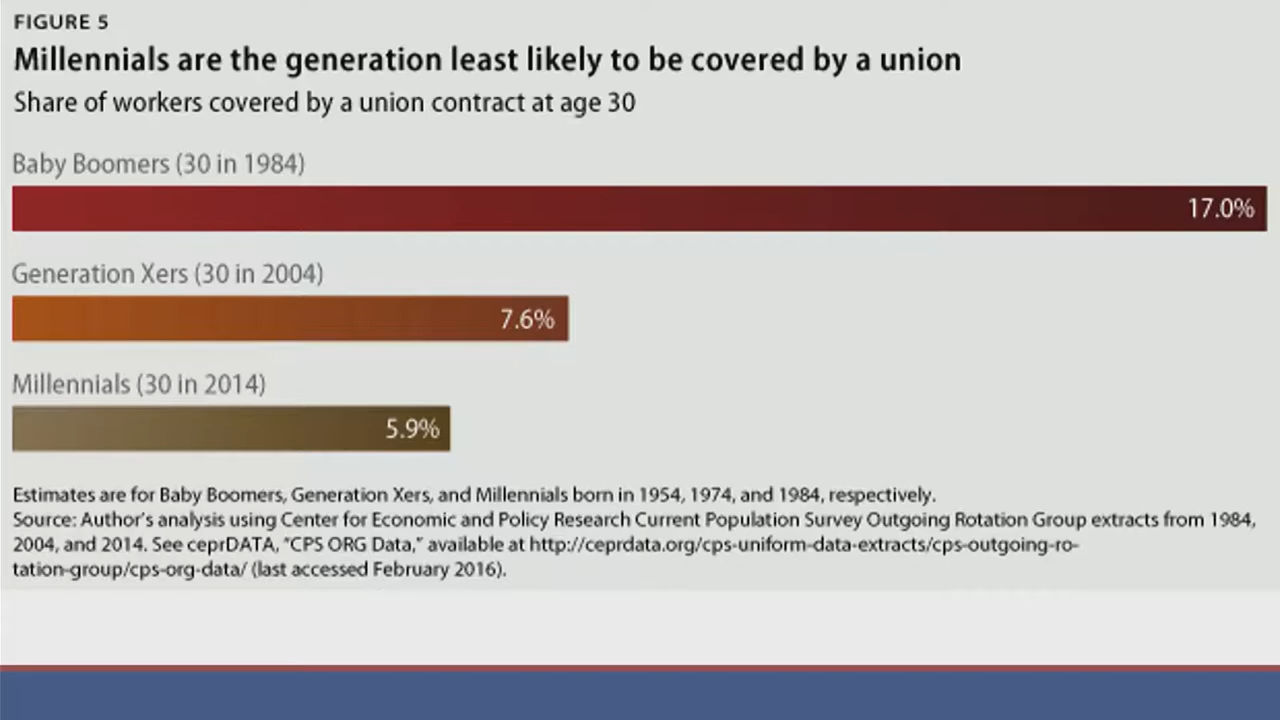 FIGURE 5
Millennials are the generation least likely to be covered by a union
Share of workers covered by a union contract at age 30
Baby Boomers (30 in 1984)
17.0%
Generation Xers (30 in 2004)
7.6%
Millennials (30 in 2014)
5.9%
Estimates are for Baby Boomers, Generation Xers, and Millennials born in 1954, 1974, and 1984, respectively.
Source: Author's analysis using Center for Economic and Policy Research Current Population Survey Outgoing Rotation Group extracts from 1984,
2004, and 2014. See ceprDATA, "CPS ORG Data," available at http://ceprdata.org/cps-uniform-data-extracts/cps-outgoing-ro-
tation-group/cps-org-data/ (last accessed February 2016).